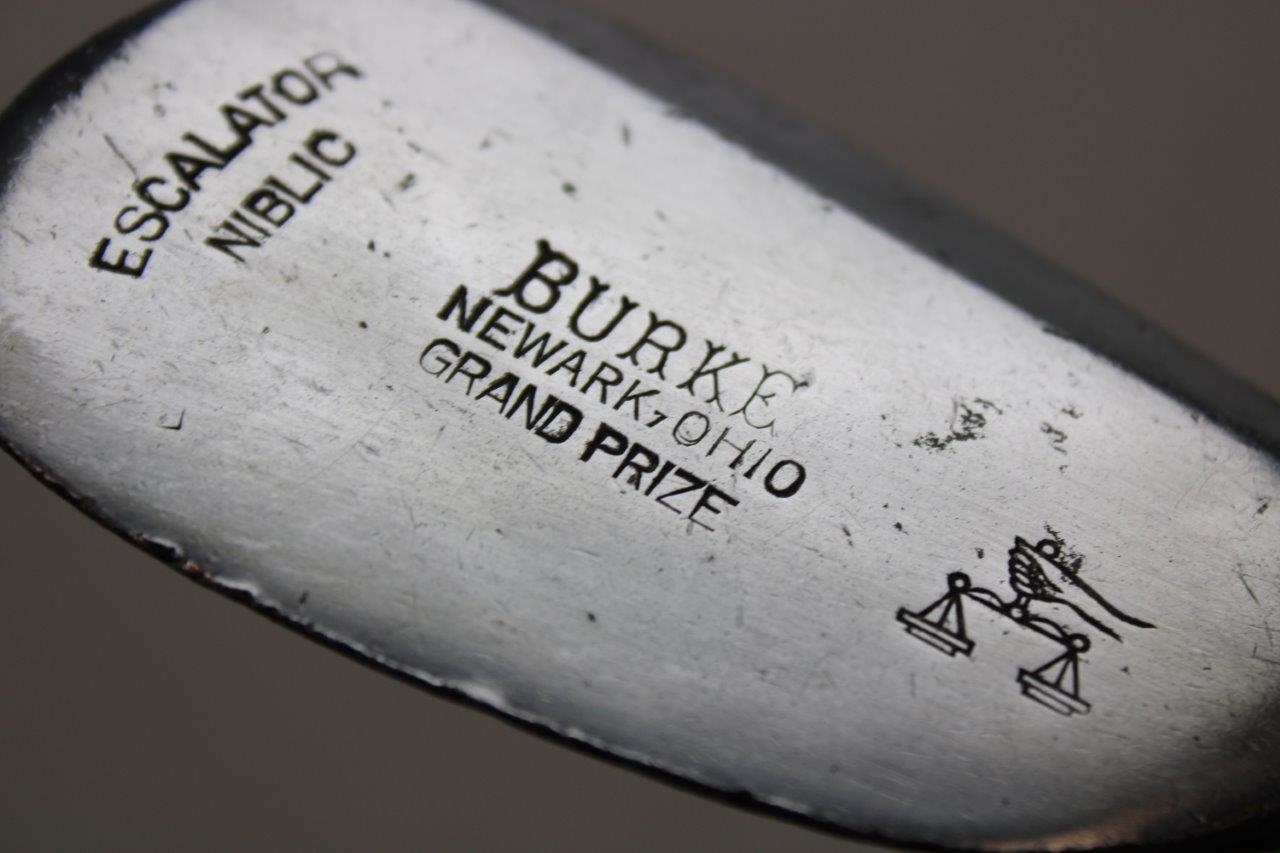 ESCALATOR
NIBLIC
BURKE
NEWARK, OHIO
GRAND PRIZE